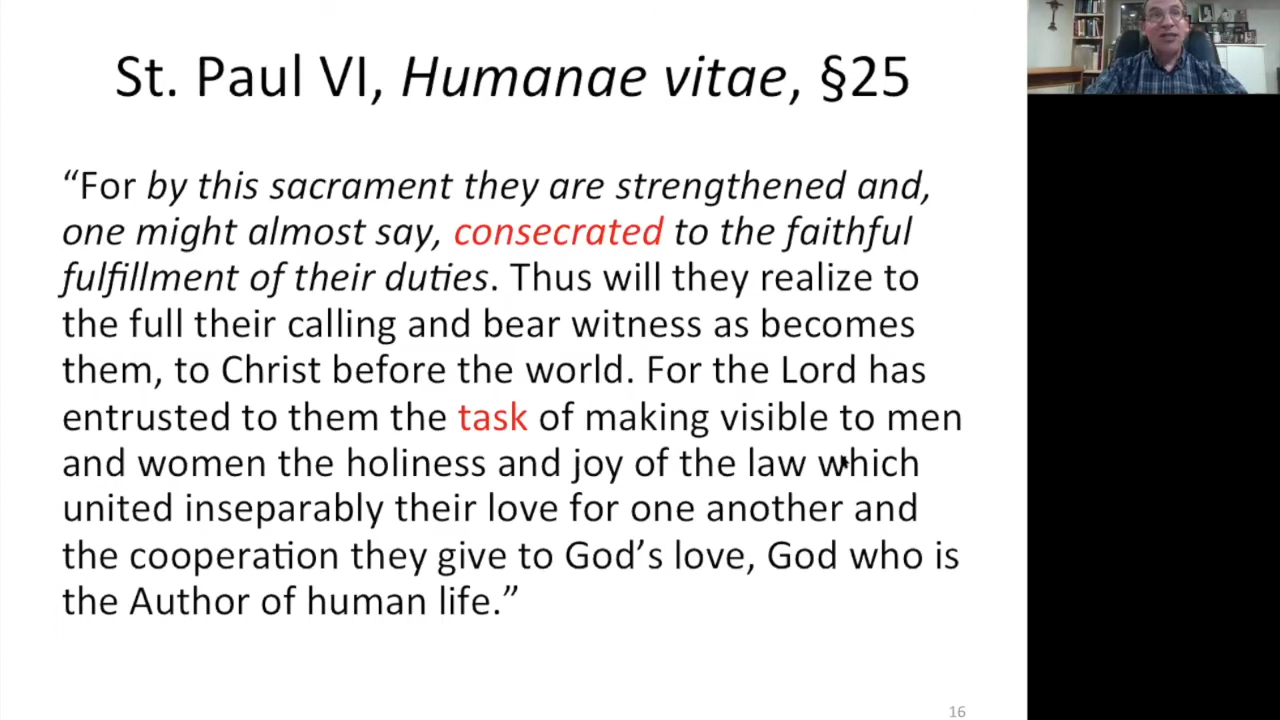 St. Paul VI, Humanae vitae, §25
“For by this sacrament they are strengthened and,
one might almost say, consecrated to the faithful
fulfillment of their duties. Thus will they realize to
the full their calling and bear witness as becomes
them, to Christ before the world. For the Lord has
entrusted to them the task of making visible to men
and women the holiness and joy of the law which
united inseparably their love for one another and
the cooperation they give to God’s love, God who is
the Author of human life.”
16